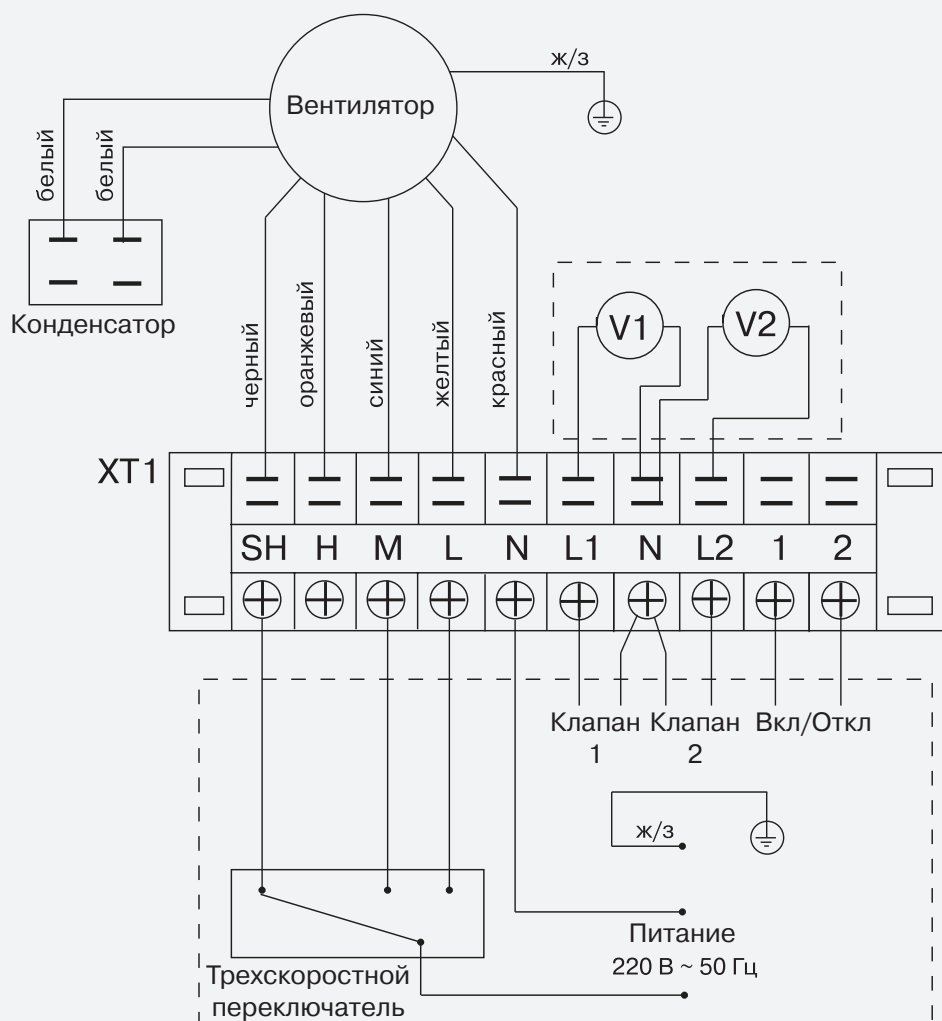 ж/з
Вентилятор
белый
белый
Конденсатор
черный
оранжевый
синий
желтый
красный
V1
V2
XT1
SH H M L N L1 N L2 1 2
Клапан Клапан Вкл/Откл
1 2
ж/з
Питание
220 В ~ 50 Гц
Трехскоростной
переключатель